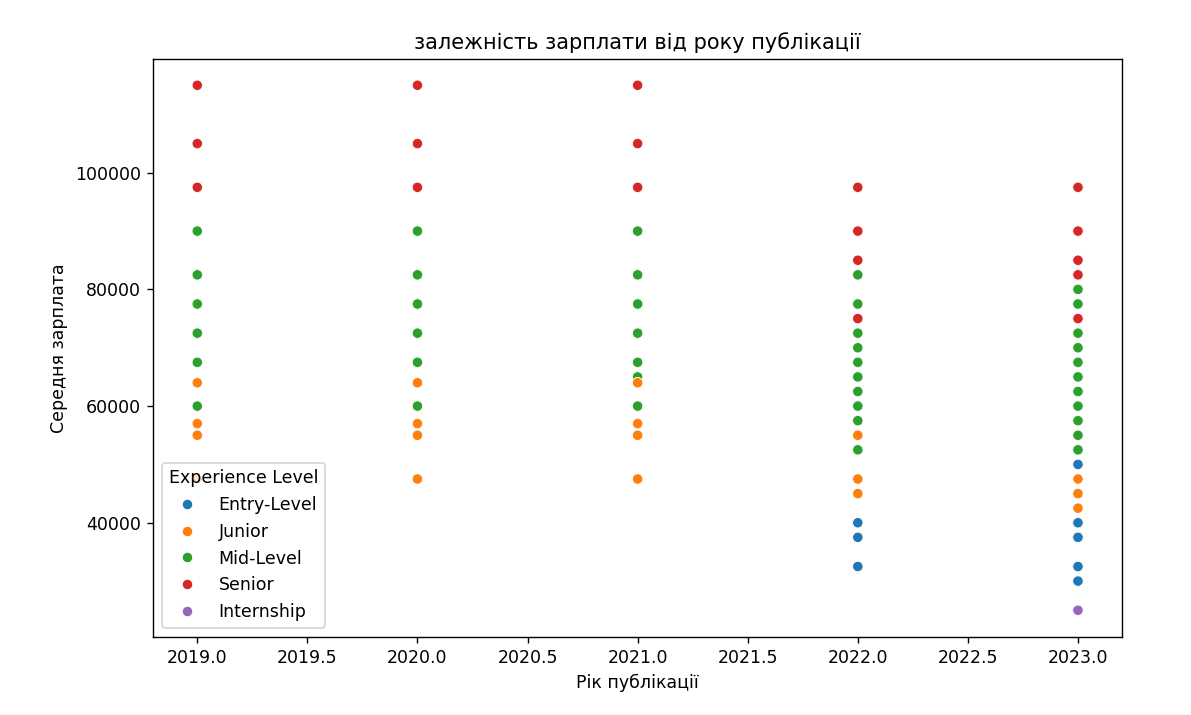 залежність зарплати від року публікації
Середня зарплата
100000
80000
60000
40000
Experience Level
Entry-Level
Junior
Mid-Level
Senior
Internship
2019.0 2019.5 2020.0 2020.5 2021.0 2021.5 2022.0 2022.5 2023.0
Рік публікації